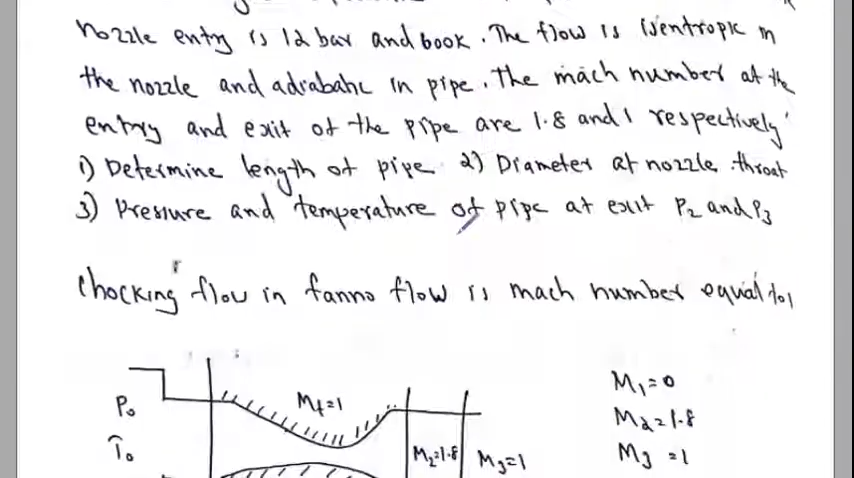 nozzle entry is 12 bar and 600K. The flow is isentropic in
the nozzle and adiabatic in pipe. The mach number at the
entry and exit of the pipe are 1.8 and 1 respectively
1) Determine length of pipe 2) Diameter at nozzle throat
3) Pressure and temperature of pipe at exit P2 and P3
Chocking flow in fanno flow is mach number equal to 1
P0
T0
Mt=1
M2=1.8
M3=1
M1=0
M2=1.8
M3=1